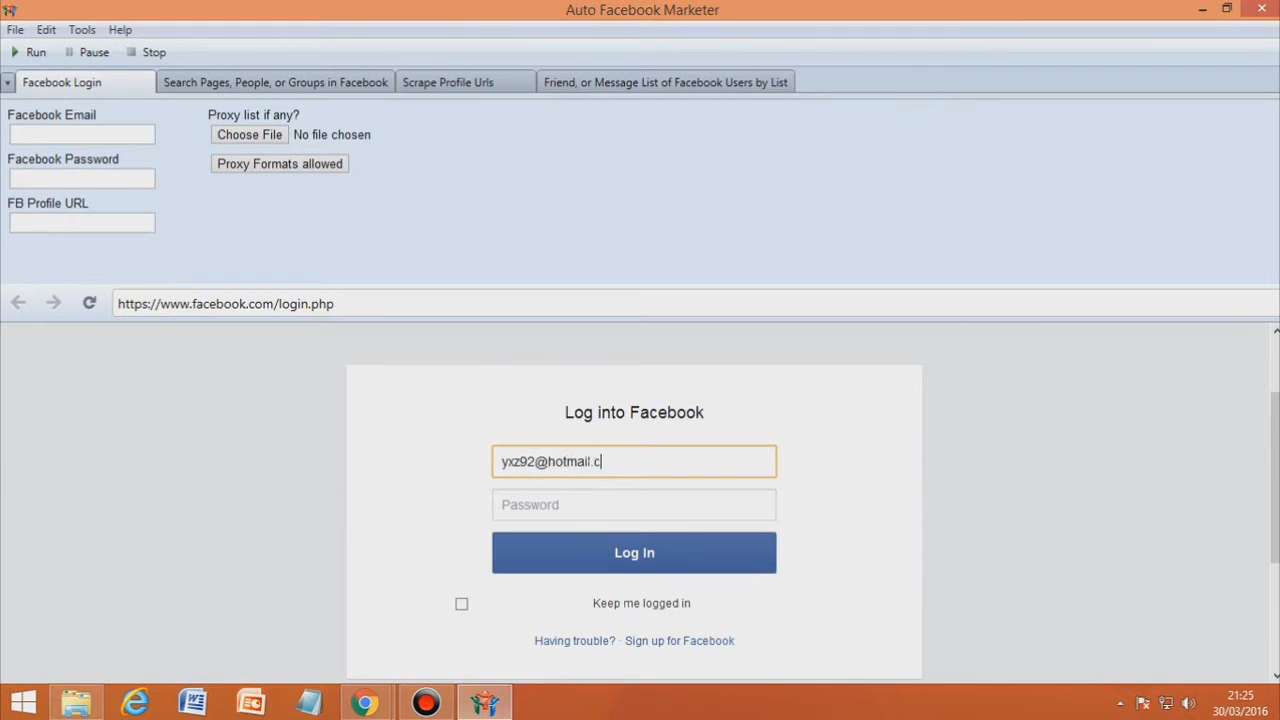 Auto Facebook Marketer
File Edit Tools Help
Run Pause Stop
Facebook Login Search Pages, People, or Groups in Facebook Scrape Profile Urls Friend, or Message List of Facebook Users by List
Facebook Email Proxy list if any?
Choose File No file chosen
Facebook Password Proxy Formats allowed
FB Profile URL
https://www.facebook.com/login.php
Log into Facebook
yxz92@hotmail.c
Password
Log In
Keep me logged in
Having trouble? · Sign up for Facebook
21:25
30/03/2016